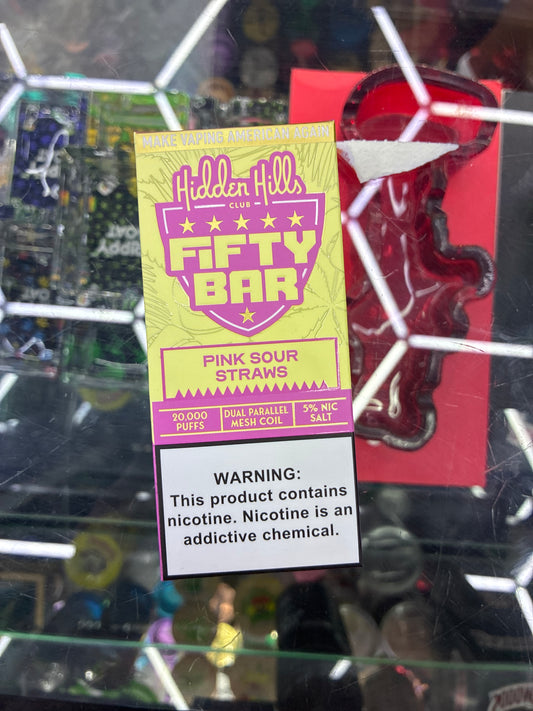 MAKE VAPING AMERICAN AGAIN
Hidden Hills
CLUB
FiFTY
BAR
PINK SOUR
STRAWS
20,000
PUFFS
DUAL PARALLEL
MESH COIL
5% NIC
SALT
WARNING:
This product contains
nicotine. Nicotine is an
addictive chemical.